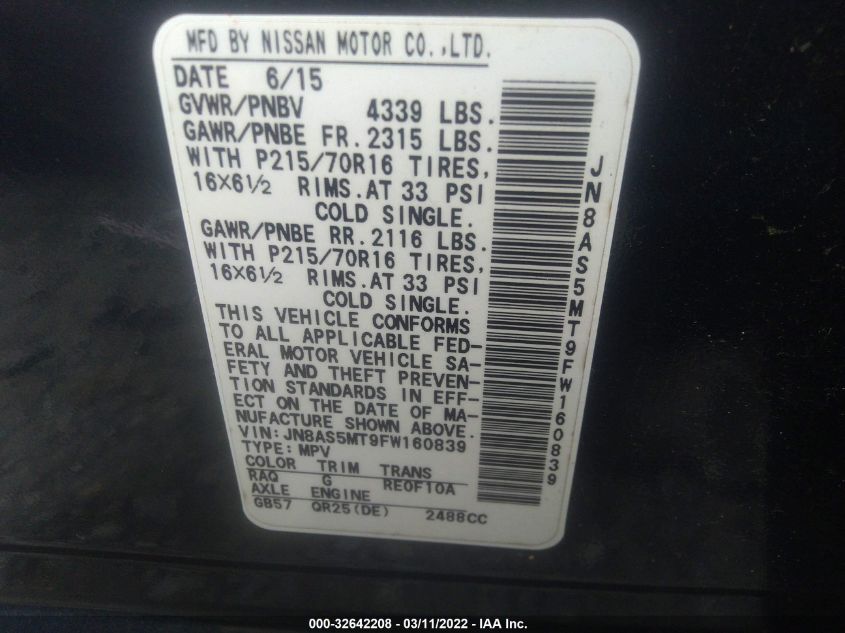 MFD BY NISSAN MOTOR CO.,LTD.
DATE 6/15
GVWR/PNBV 4339 LBS.
GAWR/PNBE FR.2315 LBS.
WITH P215/70R16 TIRES,
16X6½ RIMS.AT 33 PSI
COLD SINGLE.
GAWR/PNBE RR.2116 LBS.
WITH P215/70R16 TIRES,
16X6½ RIMS.AT 33 PSI
COLD SINGLE.
THIS VEHICLE CONFORMS
TO ALL APPLICABLE FED-
ERAL MOTOR VEHICLE SA-
FETY AND THEFT PREVEN-
TION STANDARDS IN EFF-
ECT ON THE DATE OF MA-
NUFACTURE SHOWN ABOVE.
VIN:JN8AS5MT9FW160839
TYPE:MPV
COLOR TRIM TRANS
RAQ G RE0F10A
AXLE ENGINE
GB57 QR25(DE) 2488CC
JN8AS5MT9FW160839
000-32642208 - 03/11/2022 - IAA Inc.